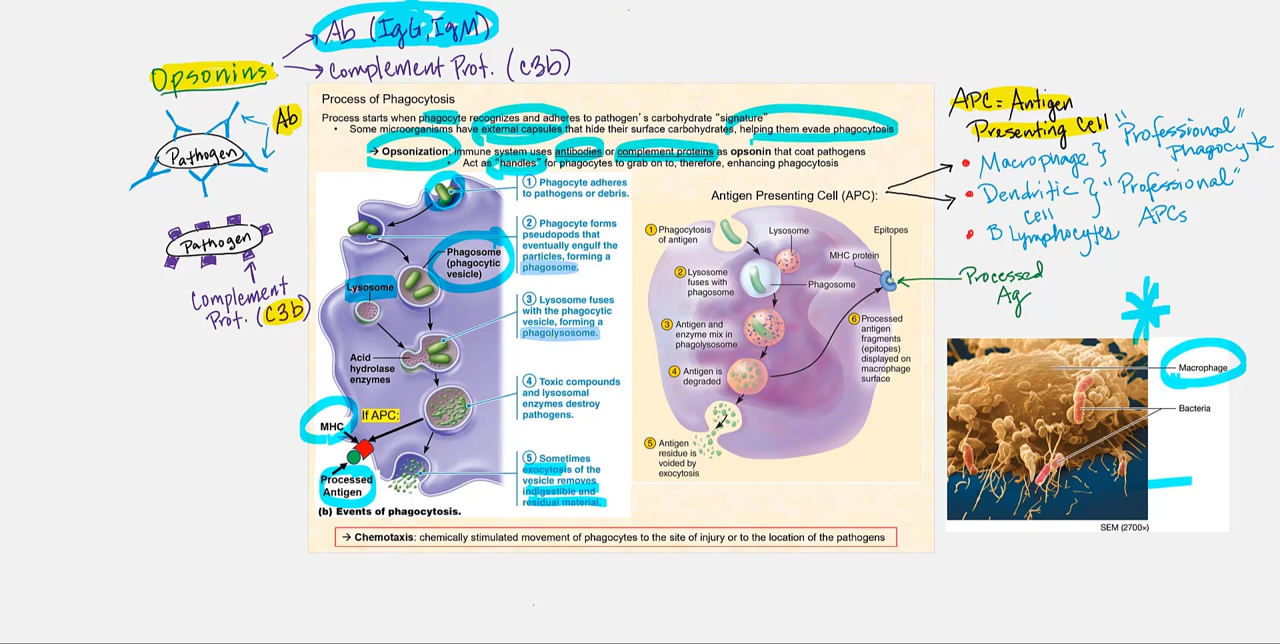 Ab (IgG, IgM)
Opsonins:
Complement Prot. (c3b)
Ab
Pathogen
Pathogen
Complement
Prot. (c3b)
Process of Phagocytosis
Process starts when phagocyte recognizes and adheres to pathogen's carbohydrate "signature"
• Some microorganisms have external capsules that hide their surface carbohydrates, helping them evade phagocytosis
→ Opsonization: immune system uses antibodies or complement proteins as opsonin that coat pathogens
• Act as "handles" for phagocytes to grab on to, therefore, enhancing phagocytosis
1 Phagocyte adheres
to pathogens or debris.
2 Phagocyte forms
pseudopods that
eventually engulf the
particles, forming a
phagosome.
Phagosome
(phagocytic
vesicle)
Lysosome
3 Lysosome fuses
with the phagocytic
vesicle, forming a
phagolysosome.
Acid
hydrolase
enzymes
4 Toxic compounds
and lysosomal
enzymes destroy
pathogens.
If APC:
MHC
Processed
Antigen
5 Sometimes
exocytosis of the
vesicle removes
indigestible and
residual material.
(b) Events of phagocytosis.
Antigen Presenting Cell (APC):
1 Phagocytosis
of antigen
Lysosome
Epitopes
MHC protein
2 Lysosome
fuses with
phagosome
Phagosome
3 Antigen and
enzyme mix in
phagolysosome
6 Processed
antigen
fragments
(epitopes)
displayed on
macrophage
surface
4 Antigen is
degraded
5 Antigen
residue is
voided by
exocytosis
→ Chemotaxis: chemically stimulated movement of phagocytes to the site of injury or to the location of the pathogens
APC = Antigen
Presenting Cell
"Professional"
Phagocyte
• Macrophage }
• Dendritic } "Professional"
Cell APCs
• B Lymphocytes
Processed
Ag
Macrophage
Bacteria
SEM (2700×)